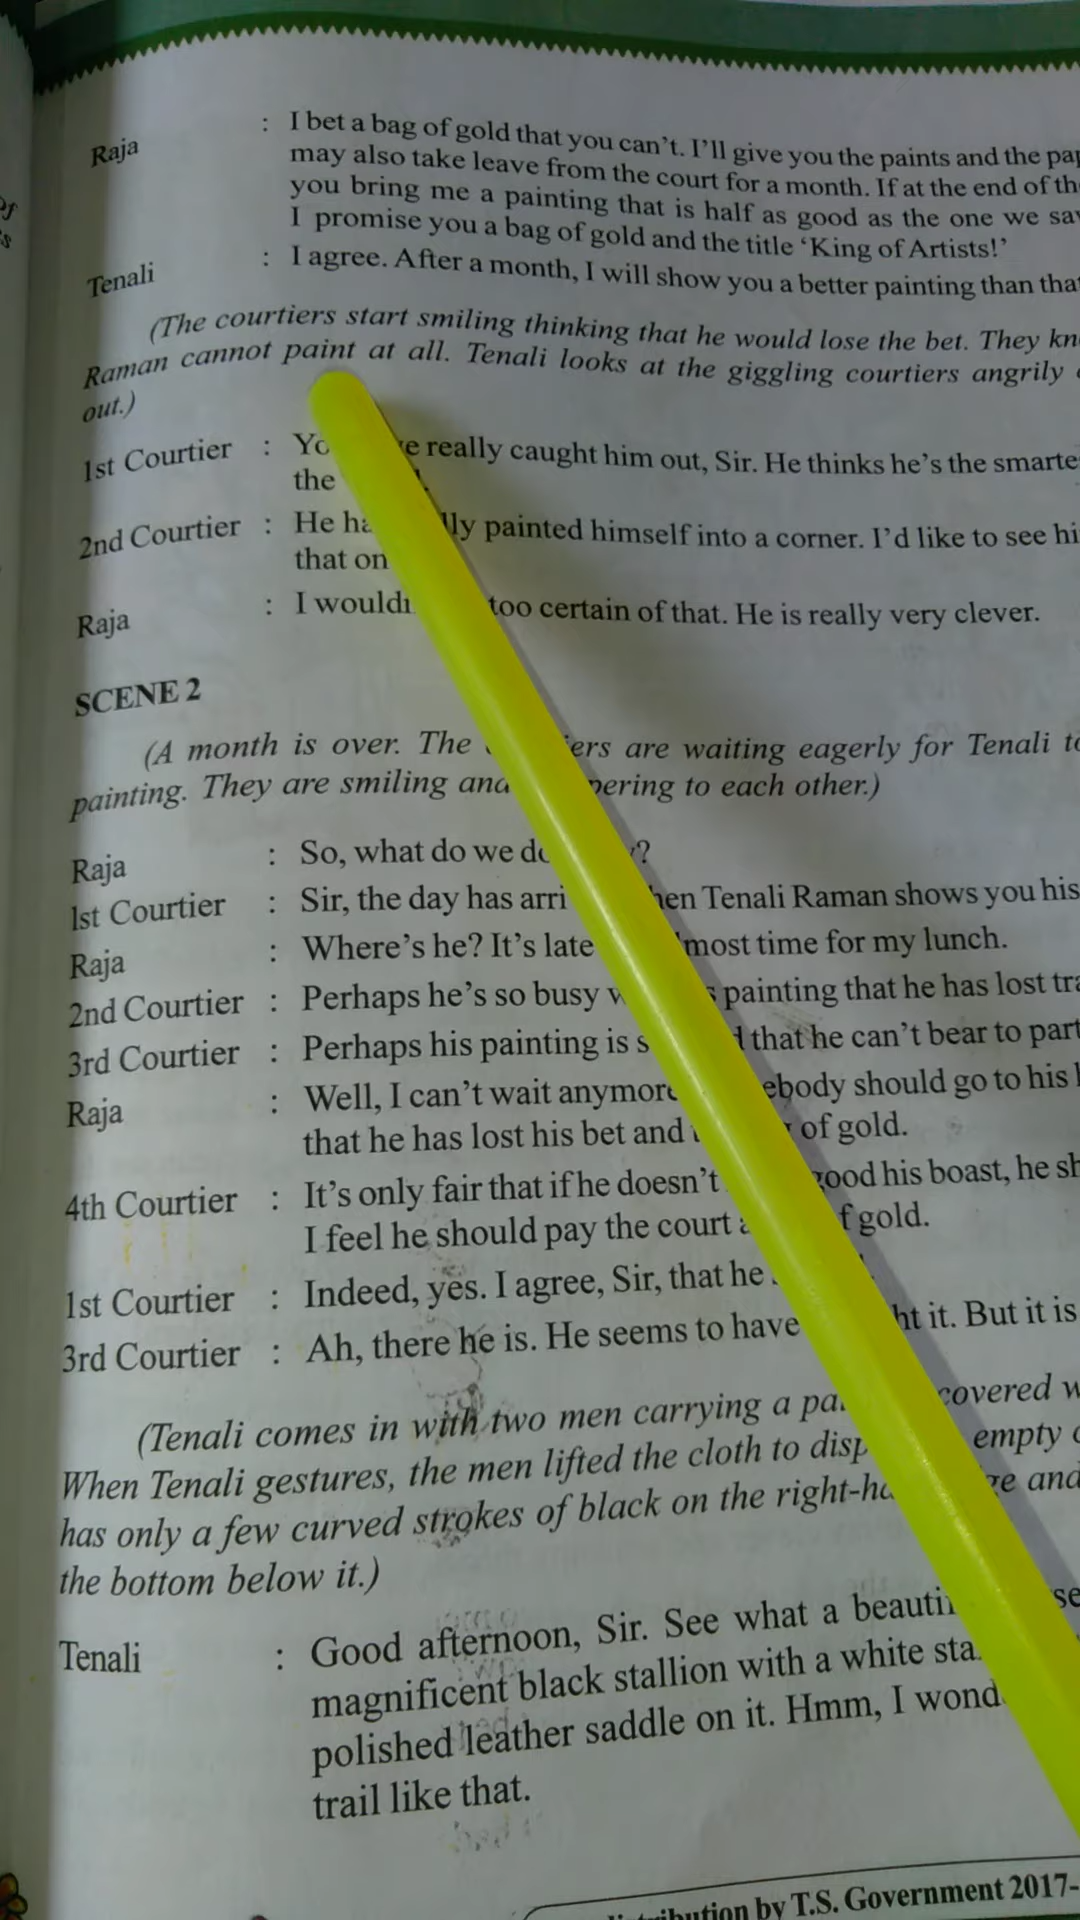 Raja : I bet a bag of gold that you can't. I'll give you the paints and the
may also take leave from the court for a month. If at the end of
you bring me a painting that is half as good as the one we
I promise you a bag of gold and the title 'King of Artists!'
Tenali : I agree. After a month, I will show you a better painting than
(The courtiers start smiling thinking that he would lose the bet. They
Raman cannot paint at all. Tenali looks at the giggling courtiers angrily
out.)
1st Courtier : really caught him out, Sir. He thinks he's the
the
2nd Courtier : He painted himself into a corner. I'd like to see
that
Raja : I too certain of that. He is really very clever.
SCENE 2
(A month is over. The are waiting eagerly for Tenali
painting. They are smiling and to each other.)
Raja : So, what do we
1st Courtier : Sir, the day has Tenali Raman shows you his
Raja : Where's he? It's late time for my lunch.
2nd Courtier : Perhaps he's so busy painting that he has lost
3rd Courtier : Perhaps his painting is that he can't bear to part
Raja : Well, I can't wait anymore should go to his
that he has lost his bet and of gold.
4th Courtier : It's only fair that if he doesn't good his boast, he
I feel he should pay the court gold.
1st Courtier : Indeed, yes. I agree, Sir, that he
3rd Courtier : Ah, there he is. He seems to have it. But it is
(Tenali comes in with two men carrying a covered
When Tenali gestures, the men lifted the cloth to empty
has only a few curved strokes of black on the and
the bottom below it.)
Tenali : Good afternoon, Sir. See what a
magnificent black stallion with a white
polished leather saddle on it. Hmm, I
trail like that.
by T.S. Government 2017-